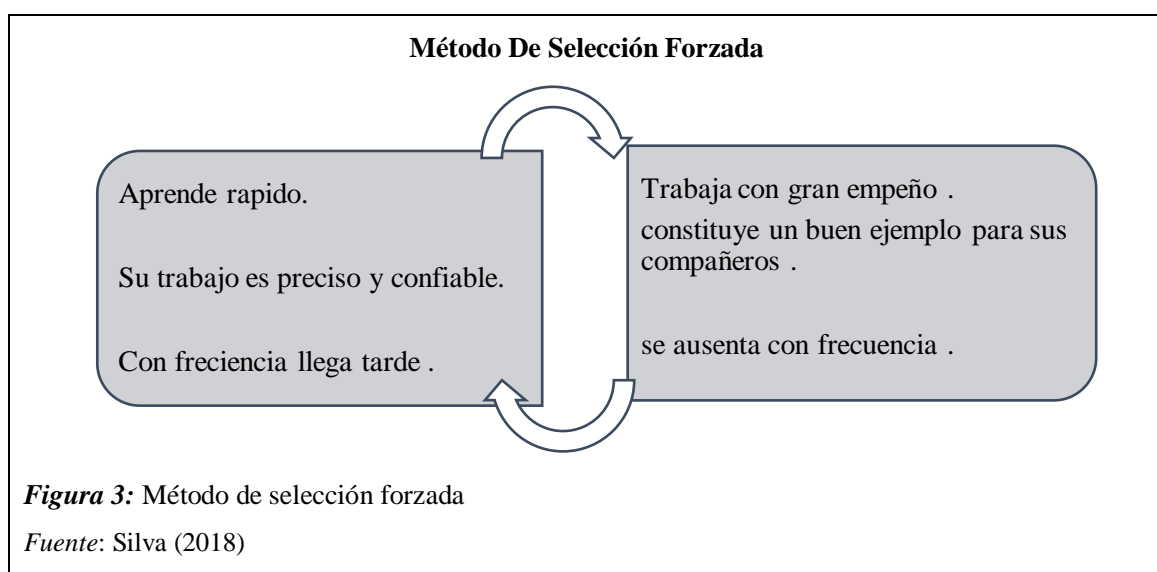 Método De Selección Forzada
Aprende rapido.
Su trabajo es preciso y confiable.
Con freciencia llega tarde .
Trabaja con gran empeño .
constituye un buen ejemplo para sus
compañeros .
se ausenta con frecuencia .
Figura 3: Método de selección forzada
Fuente: Silva (2018)